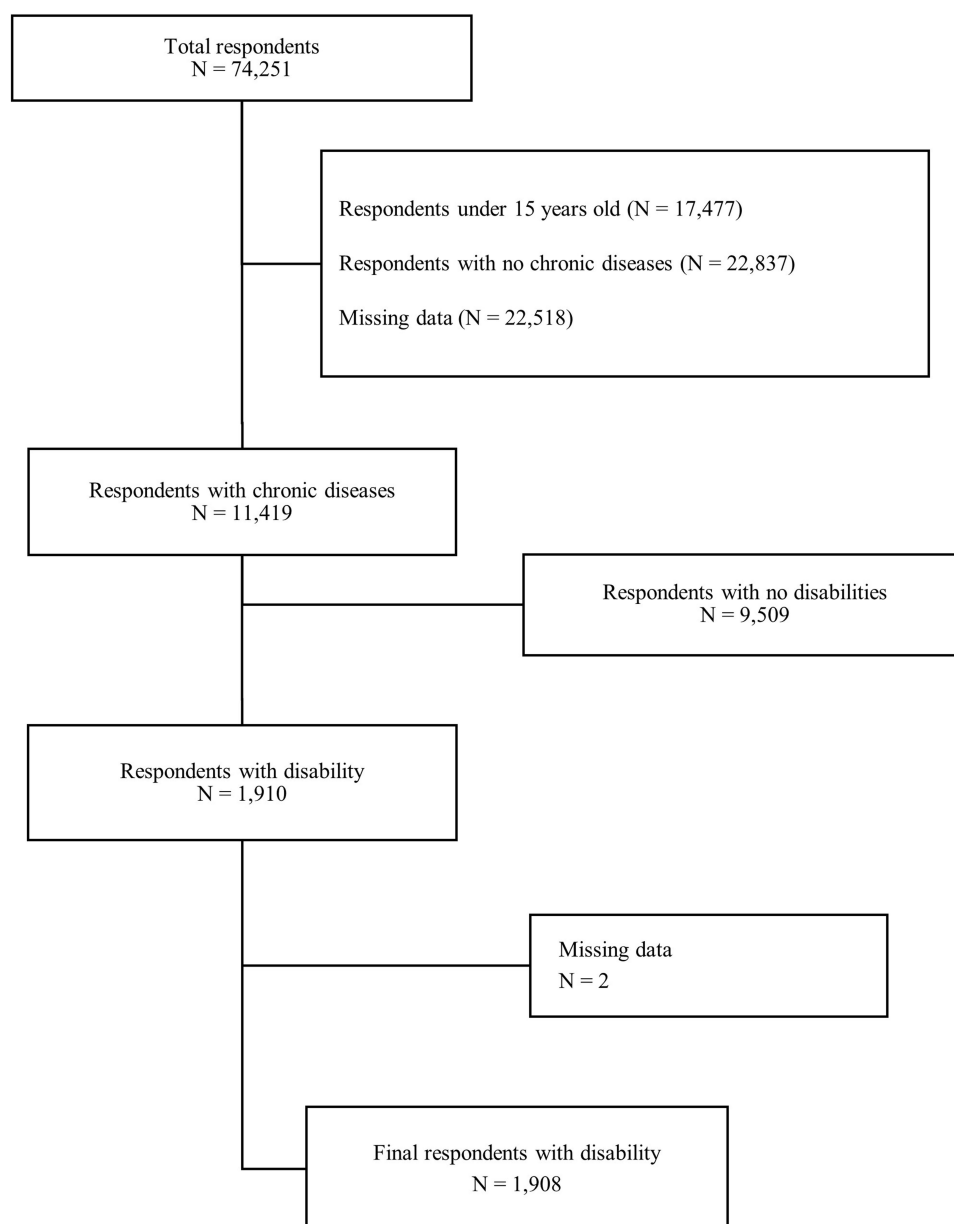 Total respondents
N = 74,251
Respondents under 15 years old (N = 17,477)
Respondents with no chronic diseases (N = 22,837)
Missing data (N = 22,518)
Respondents with chronic diseases
N = 11,419
Respondents with no disabilities
N = 9,509
Respondents with disability
N = 1,910
Missing data
N = 2
Final respondents with disability
N = 1,908